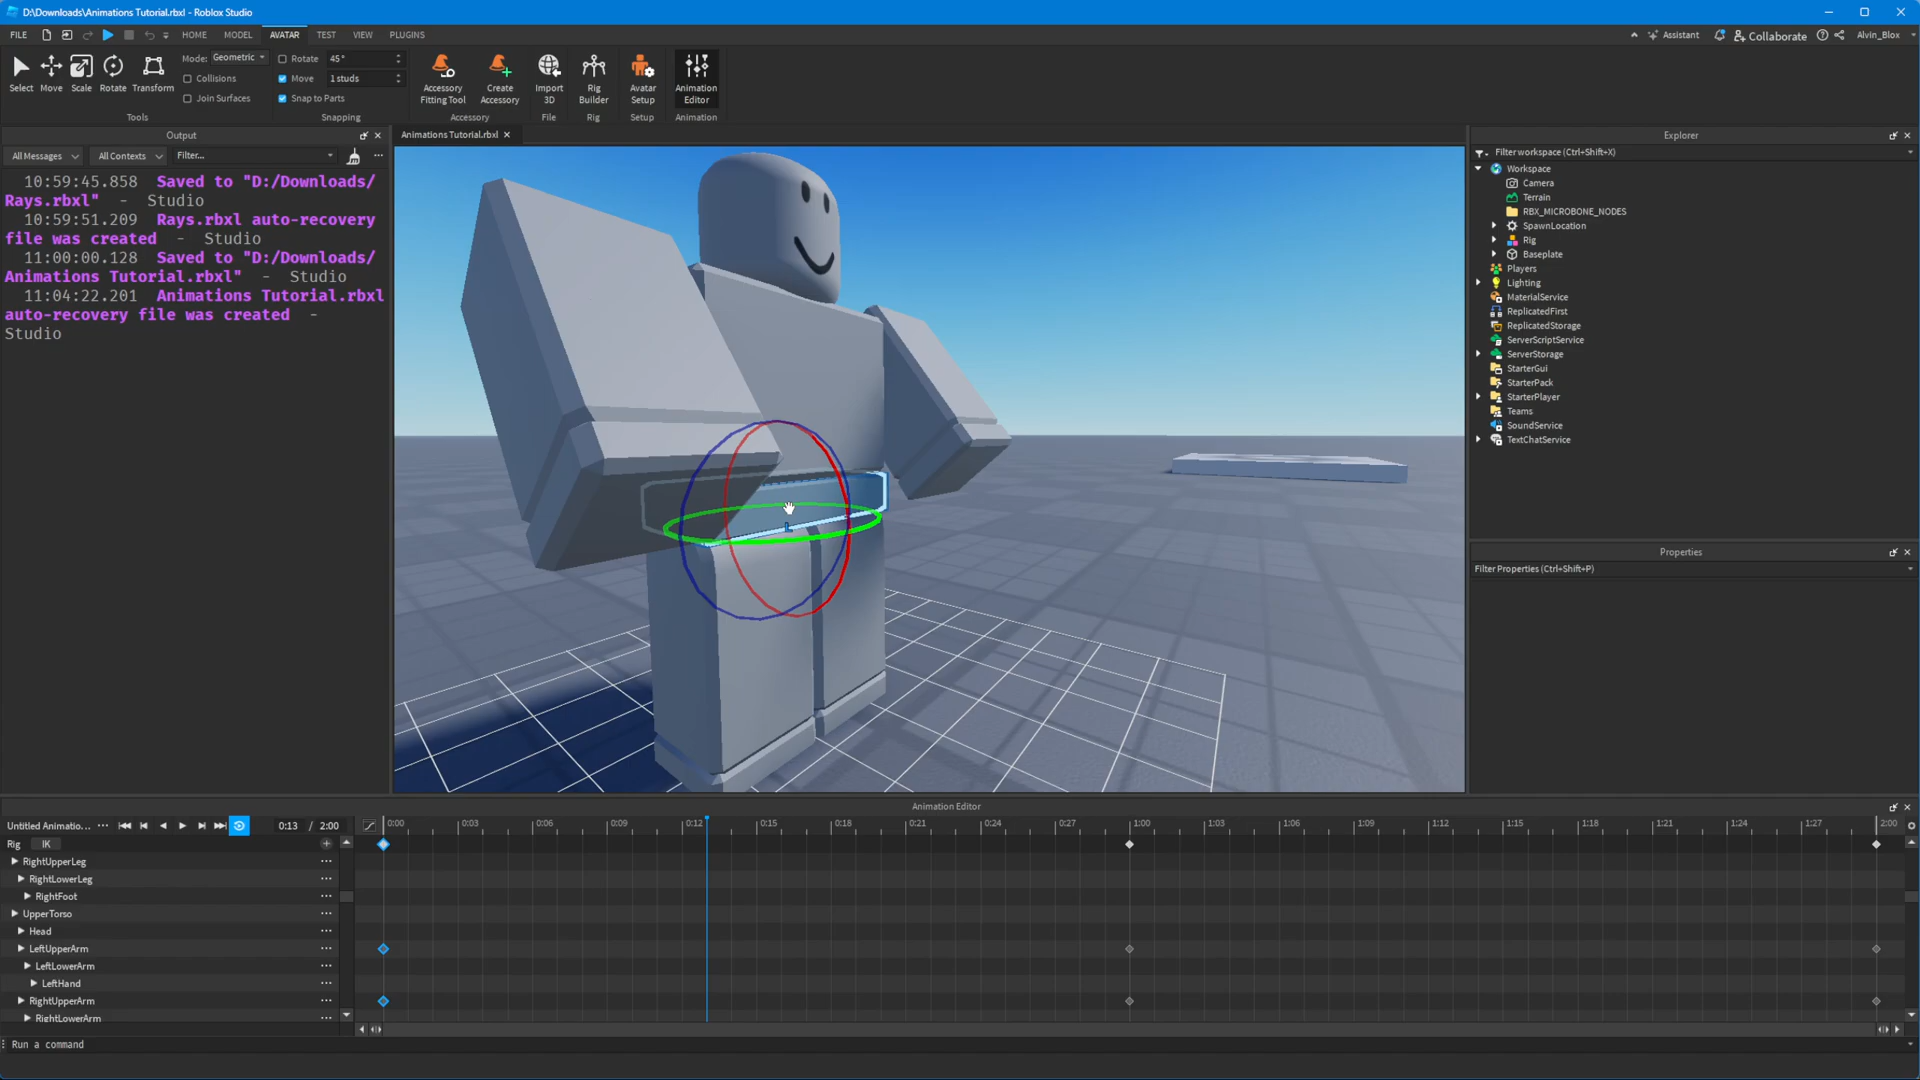 D:\Downloads\Animations Tutorial.rbxl - Roblox Studio
FILE HOME MODEL AVATAR TEST VIEW PLUGINS Assistant Collaborate Alvin_Blox
Select Move Scale Rotate Transform
Mode: Geometric
Collisions
Join Surfaces
Tools
Rotate 45°
Move 1 studs
Snap to Parts
Snapping
Accessory Fitting Tool
Create Accessory
Accessory
Import 3D
File
Rig Builder
Rig
Avatar Setup
Setup
Animation Editor
Animation
Output
All Messages All Contexts Filter...
10:59:45.858 Saved to "D:/Downloads/
Rays.rbxl" - Studio
10:59:51.209 Rays.rbxl auto-recovery
file was created - Studio
11:00:00.128 Saved to "D:/Downloads/
Animations Tutorial.rbxl" - Studio
11:04:22.201 Animations Tutorial.rbxl
auto-recovery file was created -
Studio
Animations Tutorial.rbxl
Explorer
Filter workspace (Ctrl+Shift+X)
Workspace
Camera
Terrain
RBX_MICROBONE_NODES
SpawnLocation
Rig
Baseplate
Players
Lighting
MaterialService
ReplicatedFirst
ReplicatedStorage
ServerScriptService
ServerStorage
StarterGui
StarterPack
StarterPlayer
Teams
SoundService
TextChatService
Properties
Filter Properties (Ctrl+Shift+P)
Animation Editor
Untitled Animatio... 0:13 / 2:00 0:00 0:03 0:06 0:09 0:12 0:15 0:18 0:21 0:24 0:27 1:00 1:03 1:06 1:09 1:12 1:15 1:18 1:21 1:24 1:27 2:00
Rig IK
RightUpperLeg
RightLowerLeg
RightFoot
UpperTorso
Head
LeftUpperArm
LeftLowerArm
LeftHand
RightUpperArm
RightLowerArm
Run a command